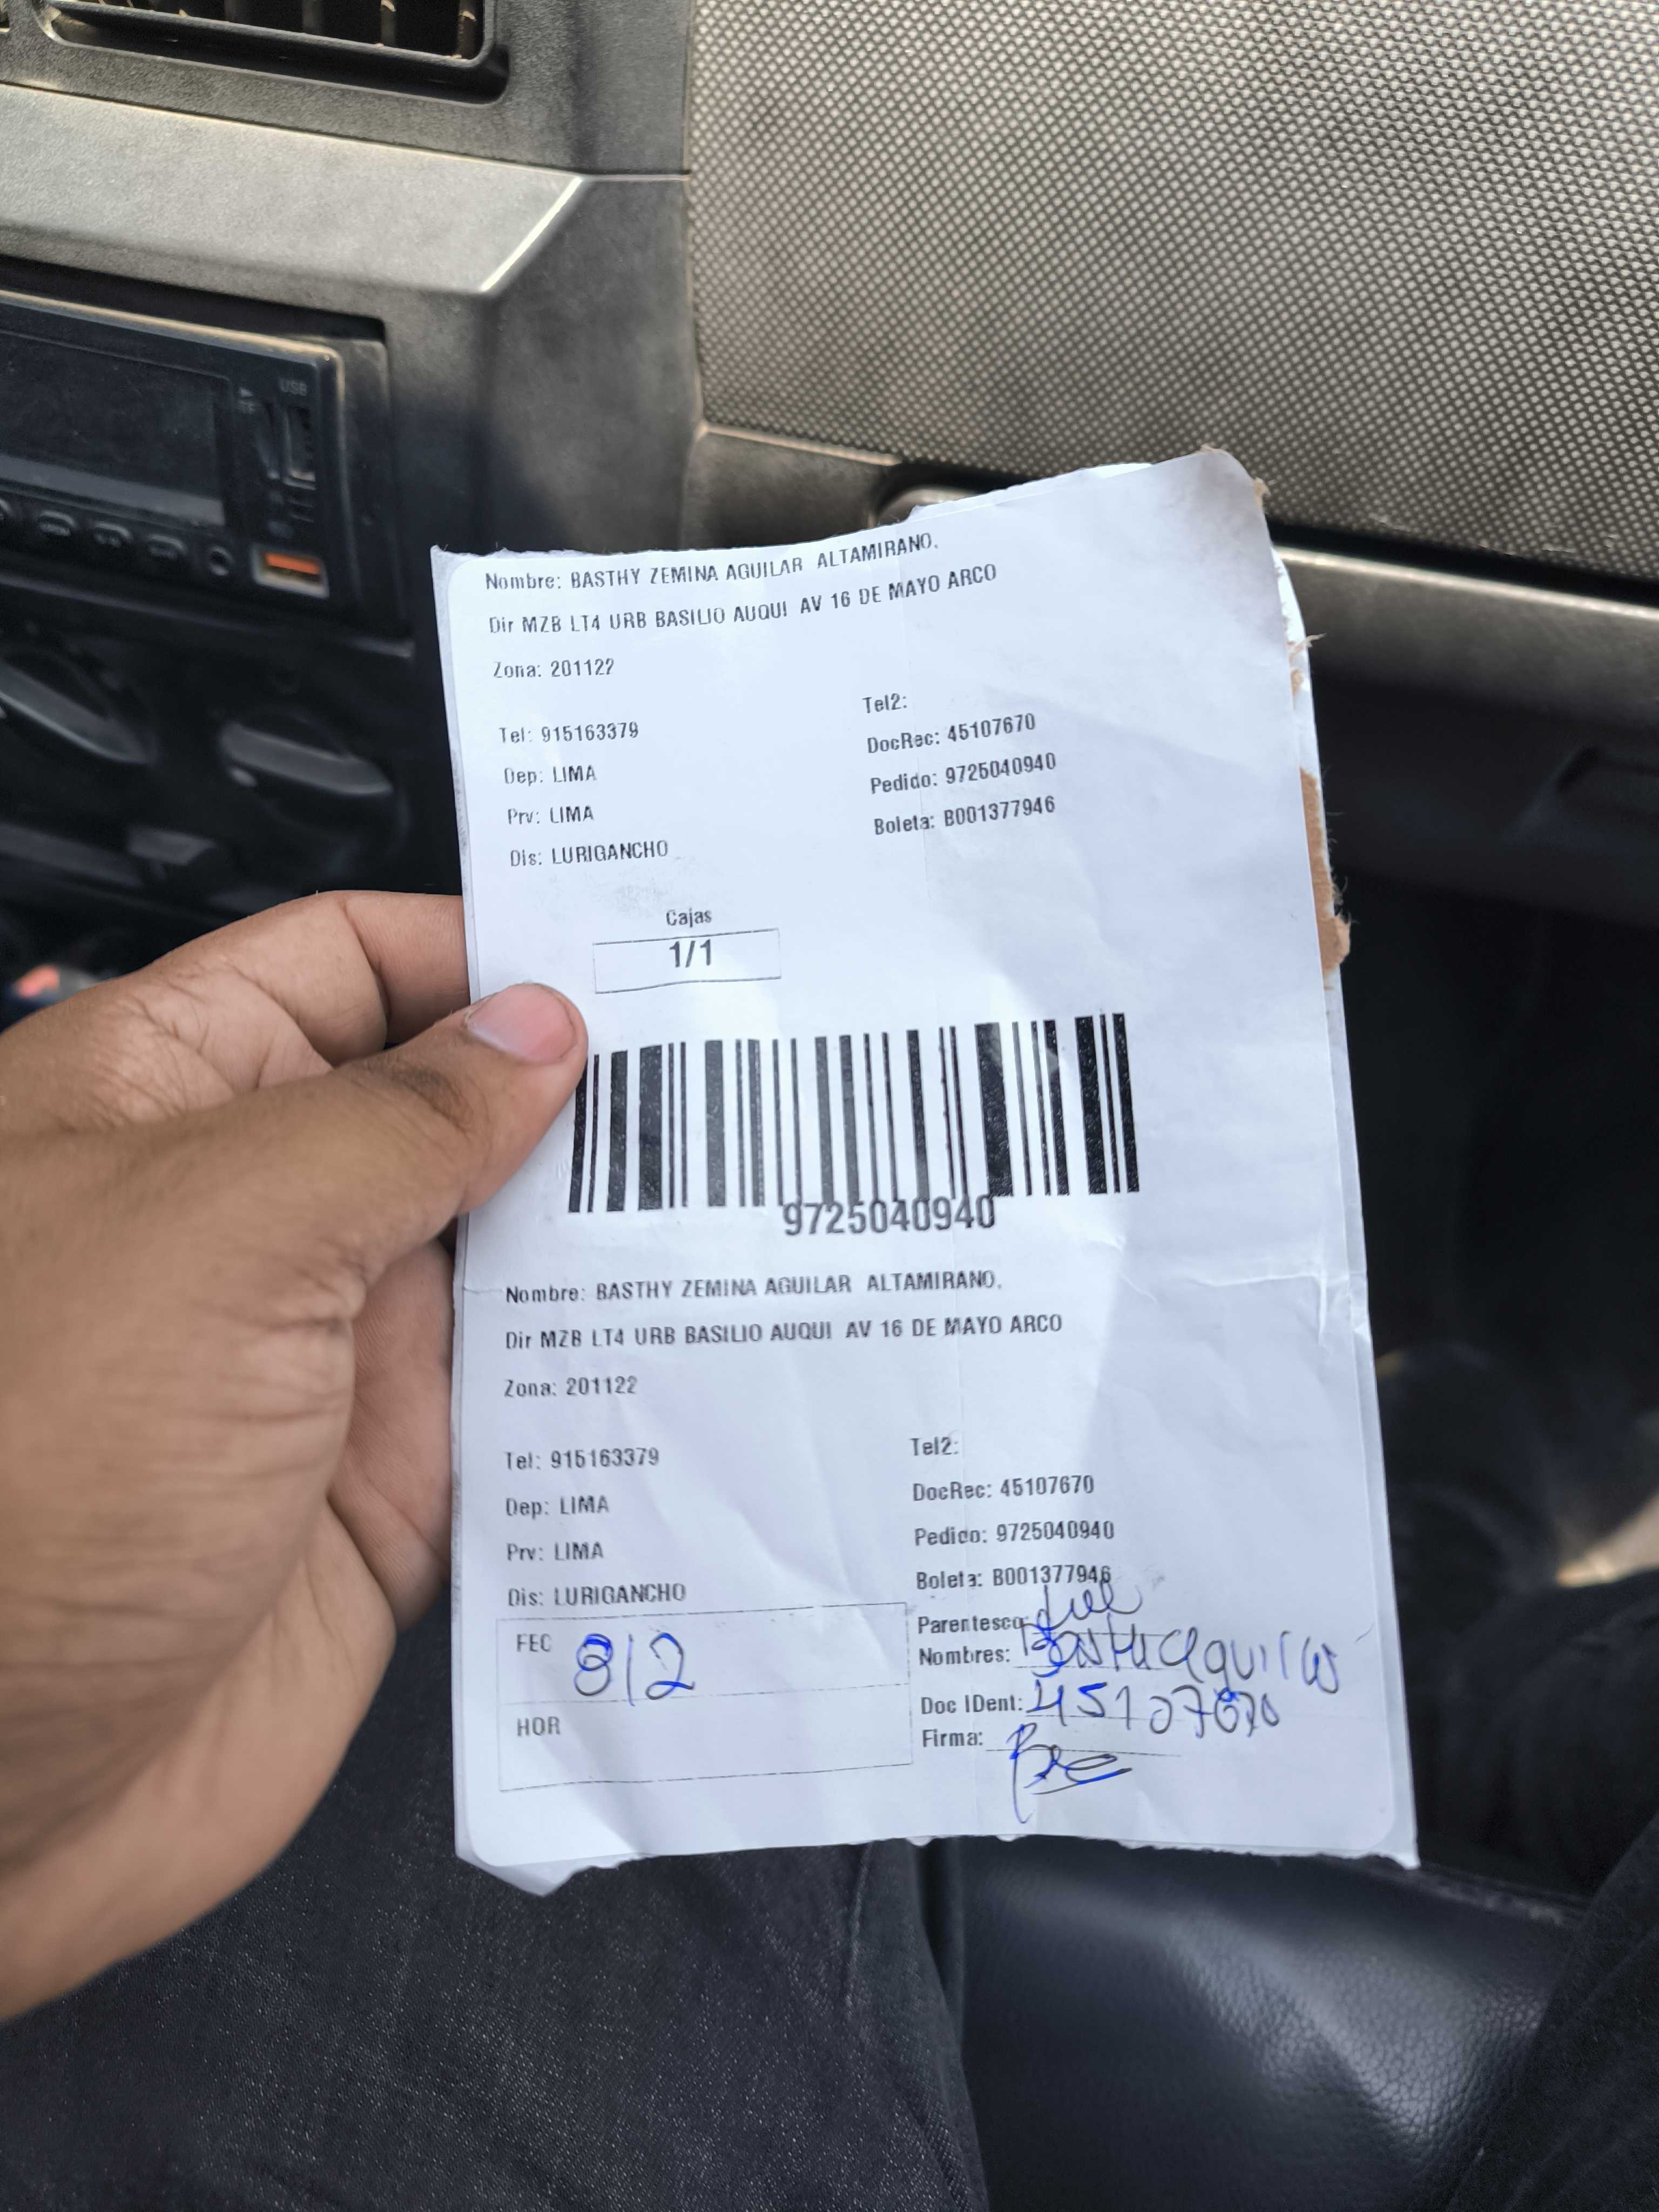 USB
Nombre: BASTHY ZEMINA AGUILAR ALTAMIRANO.
Dir MZB LT4 URB BASILIO AUQUI AV 16 DE MAYO ARCO
Zona: 201122
Tel2:
Tel: 915163379
DocRec: 45107670
Dep: LIMA
Pedido: 9725040940
Prv: LIMA
Boleta: B001377946
Dis: LURIGANCHO
Cajas
1/1
9725040940
Nombre: BASTHY ZEMINA AGUILAR ALTAMIRANO.
Dir MZB LT4 URB BASILIO AUQUI AV 16 DE MAYO ARCO
Zona: 201122
Tel2:
Tel: 915163379
DocRec: 45107670
Dep: LIMA
Pedido: 9725040940
Prv: LIMA
Boleta: B001377946
Dis: LURIGANCHO
Parentesco:
FEC 8/2
Nombres:
Doc IDent: 45107670
HOR
Firma: